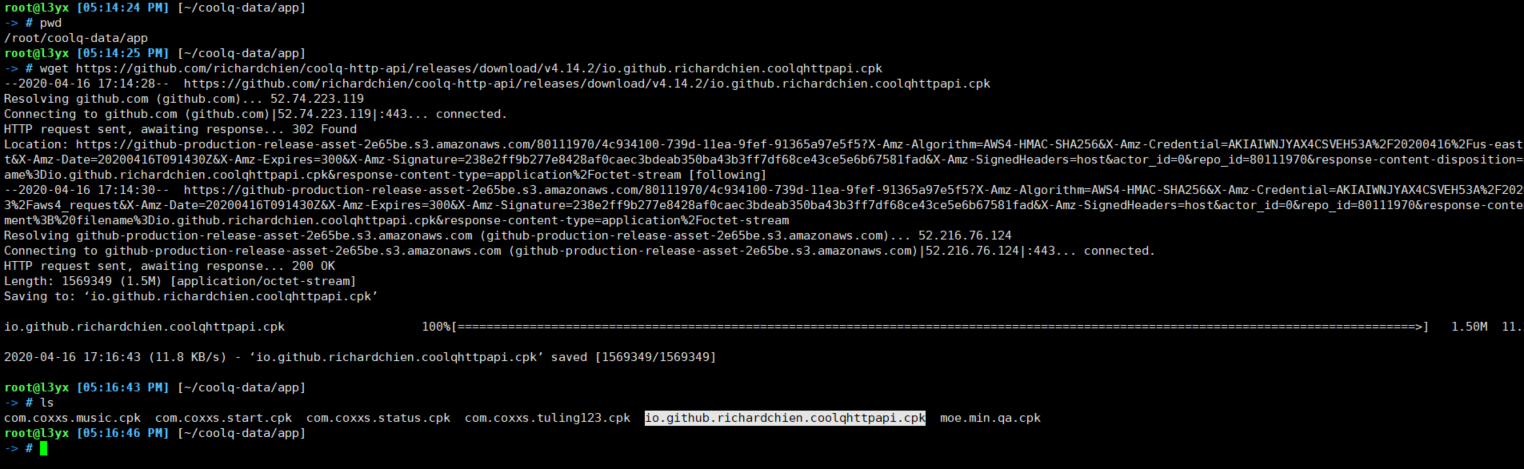 root@l3yx [05:14:24 PM] [~/coolq-data/app]
-> # pwd
/root/coolq-data/app
root@l3yx [05:14:25 PM] [~/coolq-data/app]
-> # wget https://github.com/richardchien/coolq-http-api/releases/download/v4.14.2/io.github.richardchien.coolqhttpapi.cpk
--2020-04-16 17:14:28--  https://github.com/richardchien/coolq-http-api/releases/download/v4.14.2/io.github.richardchien.coolqhttpapi.cpk
Resolving github.com (github.com)... 52.74.223.119
Connecting to github.com (github.com)|52.74.223.119|:443... connected.
HTTP request sent, awaiting response... 302 Found
Location: https://github-production-release-asset-2e65be.s3.amazonaws.com/80111970/4c934100-739d-11ea-9fef-91365a97e5f5?X-Amz-Algorithm=AWS4-HMAC-SHA256&X-Amz-Credential=AKIAIWNJYAX4CSVEH53A%2F20200416%2Fus-east
t&X-Amz-Date=20200416T091430Z&X-Amz-Expires=300&X-Amz-Signature=238e2ff9b277e8428af0caec3bdeab350ba43b3ff7df68ce43ce5e6b67581fad&X-Amz-SignedHeaders=host&actor_id=0&repo_id=80111970&response-content-disposition=
ame%3Dio.github.richardchien.coolqhttpapi.cpk&response-content-type=application%2Foctet-stream [following]
--2020-04-16 17:14:30--  https://github-production-release-asset-2e65be.s3.amazonaws.com/80111970/4c934100-739d-11ea-9fef-91365a97e5f5?X-Amz-Algorithm=AWS4-HMAC-SHA256&X-Amz-Credential=AKIAIWNJYAX4CSVEH53A%2F202
3%2Faws4_request&X-Amz-Date=20200416T091430Z&X-Amz-Expires=300&X-Amz-Signature=238e2ff9b277e8428af0caec3bdeab350ba43b3ff7df68ce43ce5e6b67581fad&X-Amz-SignedHeaders=host&actor_id=0&repo_id=80111970&response-conte
ment%3B%20filename%3Dio.github.richardchien.coolqhttpapi.cpk&response-content-type=application%2Foctet-stream
Resolving github-production-release-asset-2e65be.s3.amazonaws.com (github-production-release-asset-2e65be.s3.amazonaws.com)... 52.216.76.124
Connecting to github-production-release-asset-2e65be.s3.amazonaws.com (github-production-release-asset-2e65be.s3.amazonaws.com)|52.216.76.124|:443... connected.
HTTP request sent, awaiting response... 200 OK
Length: 1569349 (1.5M) [application/octet-stream]
Saving to: ‘io.github.richardchien.coolqhttpapi.cpk’
io.github.richardchien.coolqhttpapi.cpk 100%[=====================================================================================================================================>] 1.50M 11.
2020-04-16 17:16:43 (11.8 KB/s) - ‘io.github.richardchien.coolqhttpapi.cpk’ saved [1569349/1569349]
root@l3yx [05:16:43 PM] [~/coolq-data/app]
-> # ls
com.coxxs.music.cpk  com.coxxs.start.cpk  com.coxxs.status.cpk  com.coxxs.tuling123.cpk  io.github.richardchien.coolqhttpapi.cpk  moe.min.qa.cpk
root@l3yx [05:16:46 PM] [~/coolq-data/app]
-> #